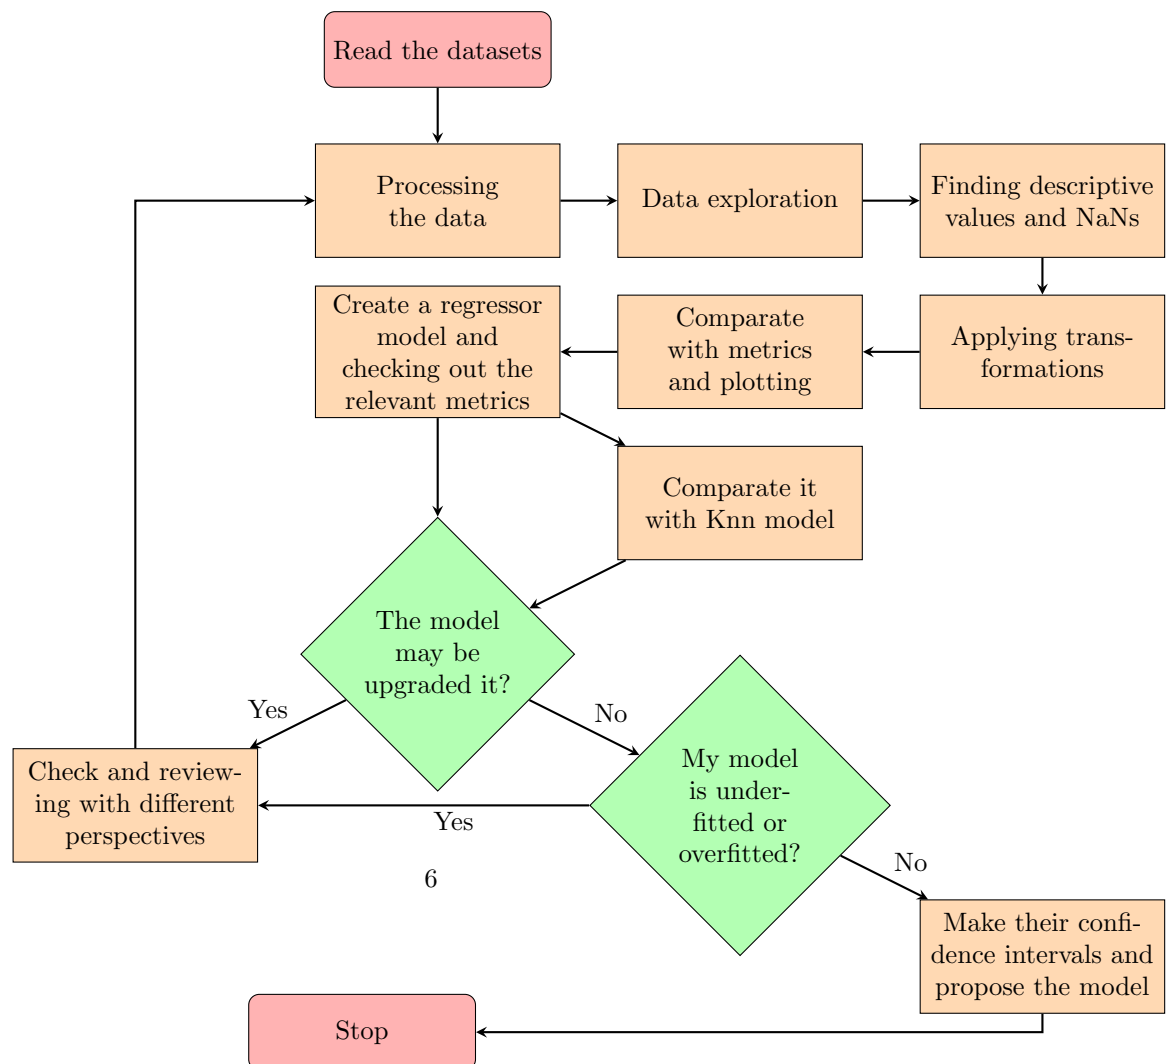 Read the datasets
Processing
the data
Data exploration
Finding descriptive
values and NaNs
Applying trans-
formations
Comparate
with metrics
and plotting
Create a regressor
model and
checking out the
relevant metrics
Comparate it
with Knn model
The model
may be
upgraded it?
Yes
No
Check and review-
ing with different
perspectives
My model
is under-
fitted or
overfitted?
Yes
No
6
Make their confi-
dence intervals and
propose the model
Stop